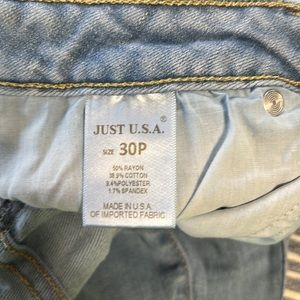 JUST U.S.A.®
SIZE 30P
50% RAYON
38.9% COTTON
9.4%POLYESTER
1.7% SPANDEX
MADE IN U.S.A
OF IMPORTED FABRIC